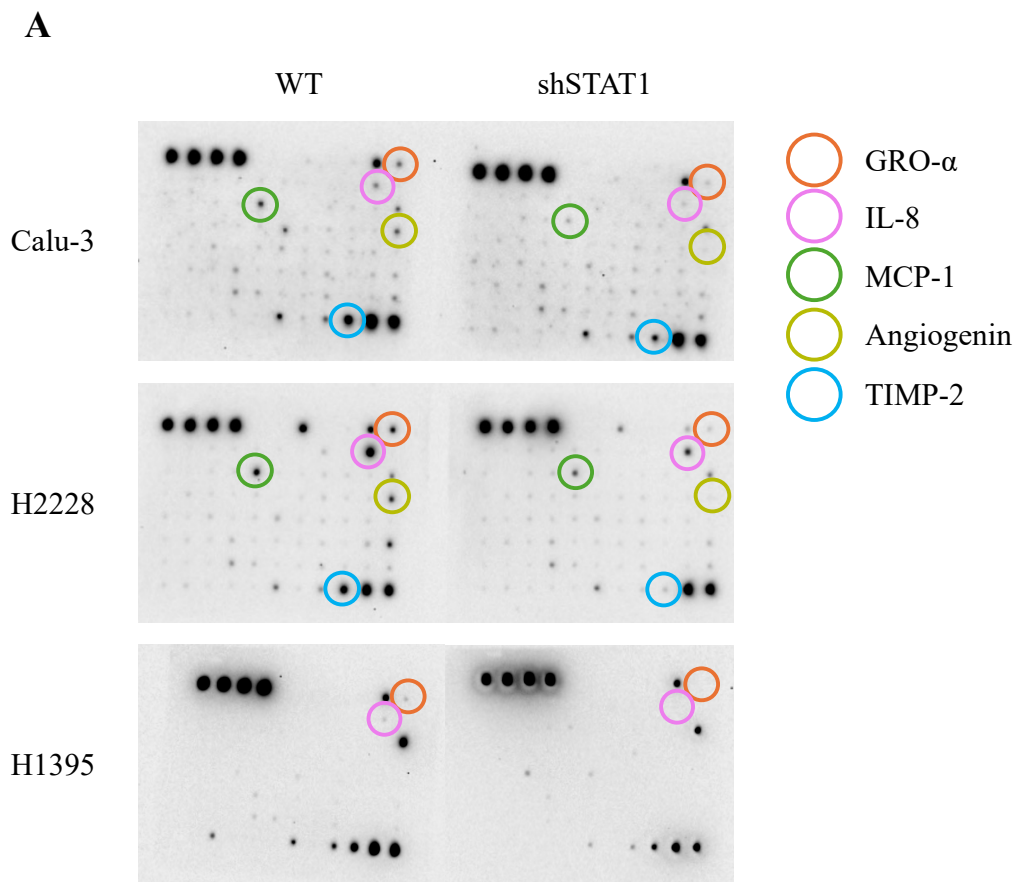 A
WT
shSTAT1
Calu-3
H2228
H1395
GRO-α
IL-8
MCP-1
Angiogenin
TIMP-2